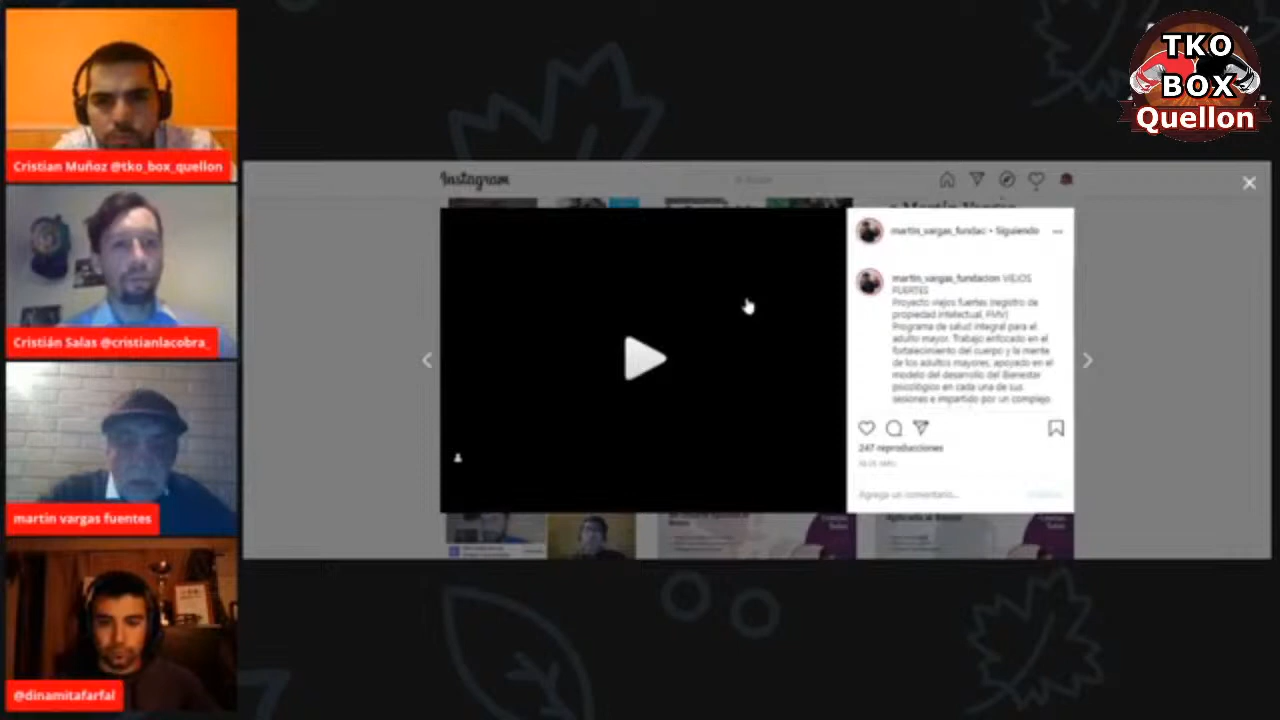 TKO
BOX
Quellon
Cristian Muñoz @tko_box_quellon
Cristián Salas @cristianlacobra_
martin vargas fuentes
@dinamitafarfal
Instagram
martin_vargas_fundac • Siguiendo
martin_vargas_fundacion VIEJOS
FUERTES
Proyecto viejos fuertes (registro de
propiedad intelectual, FMV)
Programa de salud integral para el
adulto mayor. Trabajo enfocado en el
fortalecimiento del cuerpo y la mente
de los adultos mayores, apoyado en el
modelo del desarrollo del Bienestar
psicológico en cada una de sus
sesiones e impartido por un complejo
247 reproducciones
Agrega un comentario...